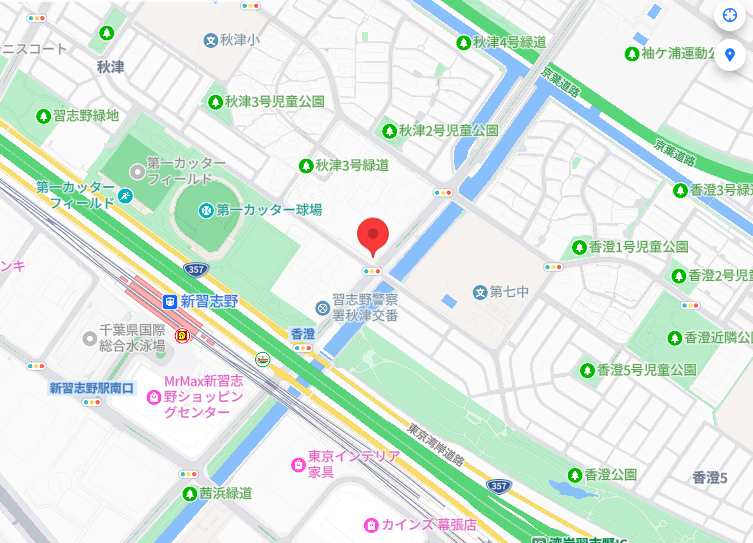 秋津小
秋津4号緑道
袖ケ浦運動公
ニスコート
秋津
京葉道路
秋津3号児童公園
習志野緑地
秋津2号児童公園
京葉道路
第一カッター
フィールド
秋津3号緑道
第一カッター
フィールド
香澄3号緑道
第一カッター球場
香澄1号児童公園
ンキ
357
香澄2号児童
新習志野
第七中
習志野警察
署秋津交番
千葉県国際
総合水泳場
香澄
香澄近隣公
香澄5号児童公園
新習志野駅南口
MrMax新習志
野ショッピン
グセンター
東京湾岸道路
東京インテリア
家具
香澄公園
香澄5
357
茜浜緑道
カインズ 幕張店
湾岸習志野IC